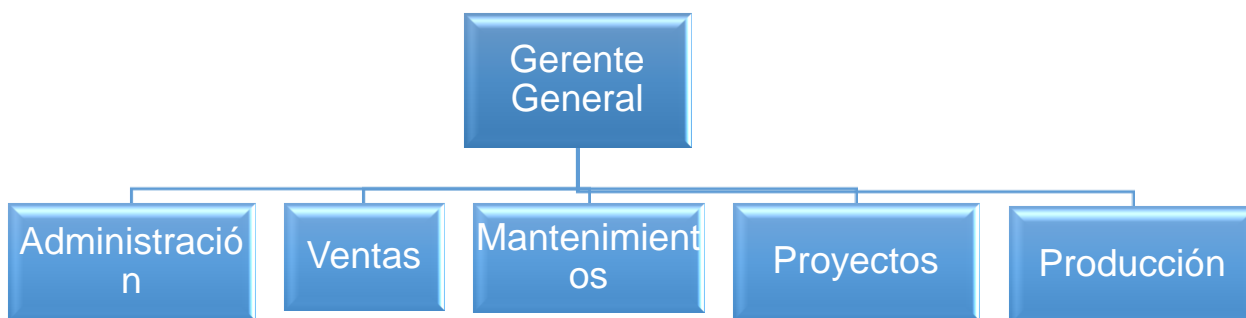 Gerente
General
Administració
n
Ventas
Mantenimient
os
Proyectos
Producción